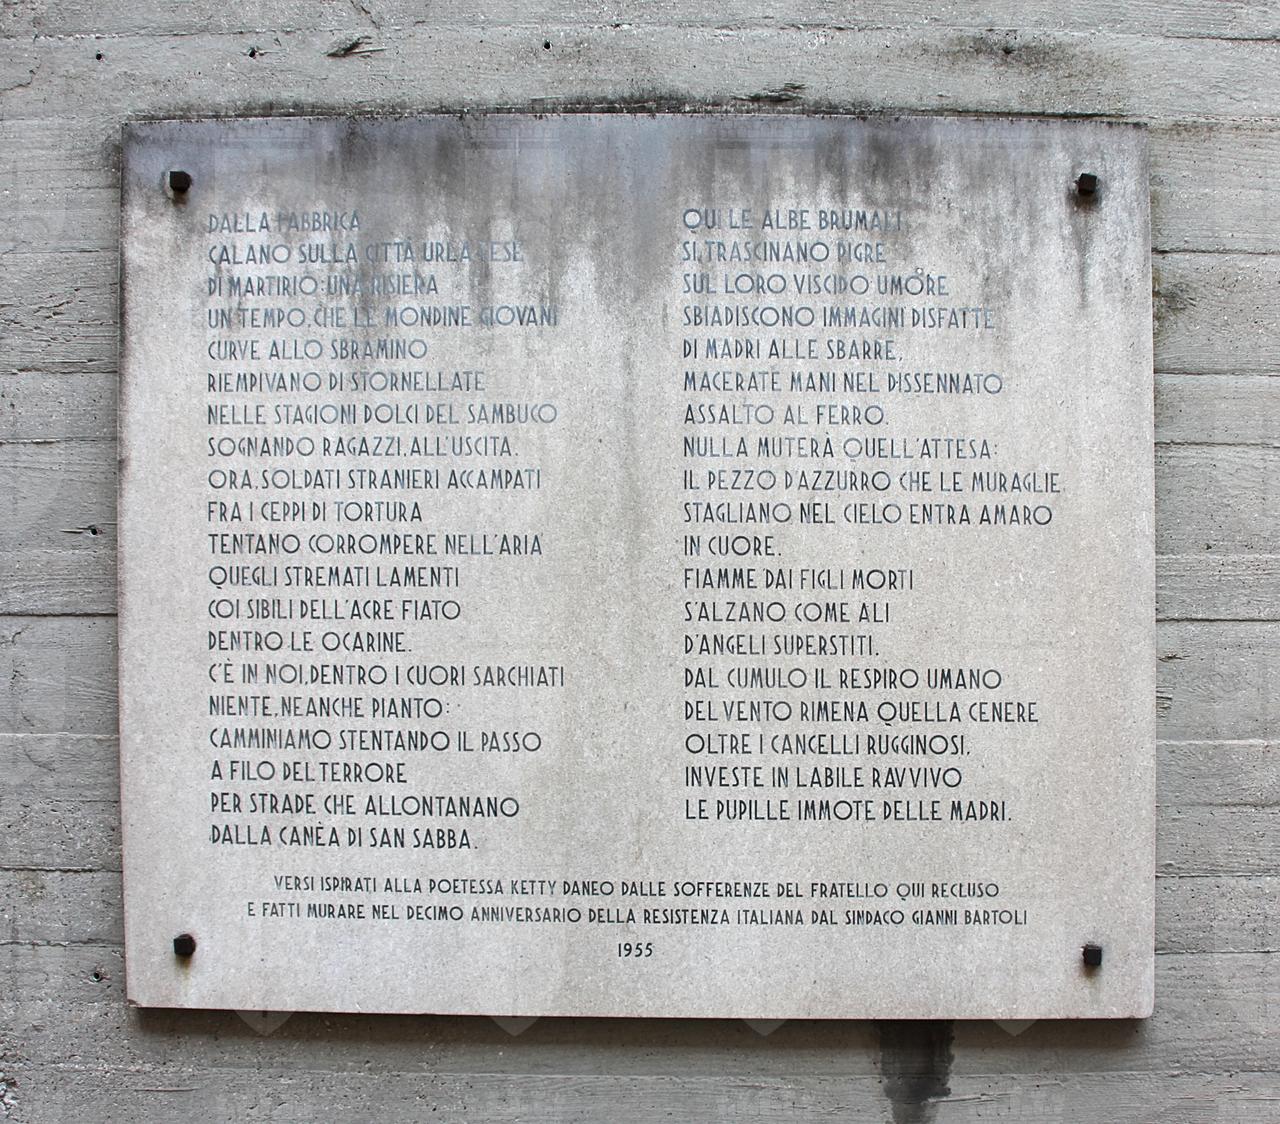 DALLA FABBRICA
CALANO SULLA CITTÀ URLA TESE
DI MARTIRIO: UNA RISIERA
UN TEMPO, CHE LE MONDINE GIOVANI
CURVE ALLO SBRAMINO
RIEMPIVANO DI STORNELLATE
NELLE STAGIONI DOLCI DEL SAMBUCO
SOGNANDO RAGAZZI, ALL'USCITA.
ORA, SOLDATI STRANIERI ACCAMPATI
FRA I CEPPI DI TORTURA
TENTANO CORROMPERE NELL'ARIA
QUEGLI STREMATI LAMENTI
COI SIBILI DELL'ACRE FIATO
DENTRO LE OCARINE.
C'È IN NOI, DENTRO I CUORI SARCHIATI
NIENTE, NEANCHE PIANTO:
CAMMINIAMO STENTANDO IL PASSO
A FILO DEL TERRORE
PER STRADE CHE ALLONTANANO
DALLA CANÈA DI SAN SABBA.
QUI LE ALBE BRUMALI
SI TRASCINANO PIGRE
SUL LORO VISCIDO UMORE
SBIADISCONO IMMAGINI DISFATTE
DI MADRI ALLE SBARRE,
MACERATE MANI NEL DISSENNATO
ASSALTO AL FERRO.
NULLA MUTERÀ QUELL'ATTESA:
IL PEZZO D'AZZURRO CHE LE MURAGLIE
STAGLIANO NEL CIELO ENTRA AMARO
IN CUORE.
FIAMME DAI FIGLI MORTI
S'ALZANO COME ALI
D'ANGELI SUPERSTITI.
DAL CUMULO IL RESPIRO UMANO
DEL VENTO RIMENA QUELLA CENERE
OLTRE I CANCELLI RUGGINOSI,
INVESTE IN LABILE RAVVIVO
LE PUPILLE IMMOTE DELLE MADRI.
VERSI ISPIRATI ALLA POETESSA KETTY DANEO DALLE SOFFERENZE DEL FRATELLO QUI RECLUSO
E FATTI MURARE NEL DECIMO ANNIVERSARIO DELLA RESISTENZA ITALIANA DAL SINDACO GIANNI BARTOLI
1955